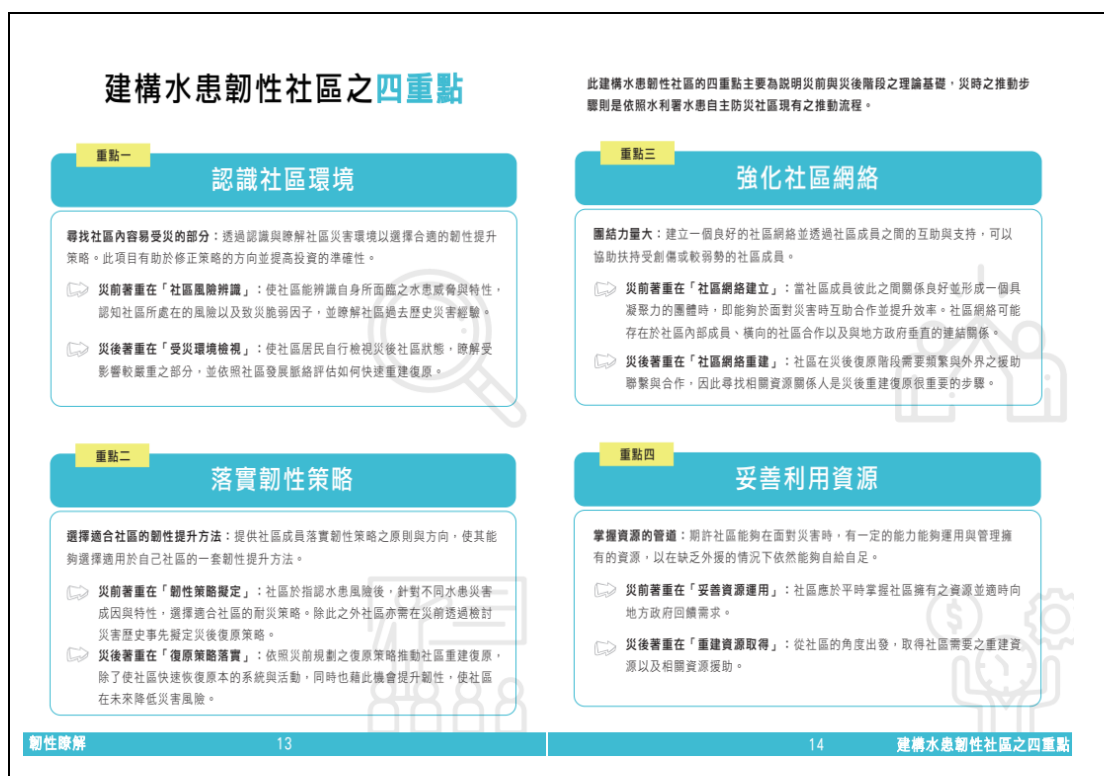 建構水患韌性社區之四重點
重點一
認識社區環境
尋找社區內容易受災的部分：透過認識與瞭解社區災害環境以選擇合適的韌性提升
策略。此項目有助於修正策略的方向並提高投資的準確性。
災前著重在「社區風險辨識」：使社區能辨識自身所面臨之水患威脅與特性，
認知社區所處在的風險以及致災脆弱因子，並瞭解社區過去歷史災害經驗。
災後著重在「受災環境檢視」：使社區居民自行檢視災後社區狀態，瞭解受
影響較嚴重之部分，並依照社區發展脈絡評估如何快速重建復原。
重點二
落實韌性策略
選擇適合社區的韌性提升方法：提供社區成員落實韌性策略之原則與方向，使其能
夠選擇適用於自己社區的一套韌性提升方法。
災前著重在「韌性策略擬定」：社區於指認水患風險後，針對不同水患災害
成因與特性，選擇適合社區的耐災策略。除此之外社區亦需在災前透過檢討
災害歷史事先擬定災後復原策略。
災後著重在「復原策略落實」：依照災前規劃之復原策略推動社區重建復原，
除了使社區快速恢復原本的系統與活動，同時也藉此機會提升韌性，使社區
在未來降低災害風險。
韌性瞭解
13
此建構水患韌性社區的四重點主要為說明災前與災後階段之理論基礎，災時之推動步
驟則是依照水利署水患自主防災社區現有之推動流程。
重點三
強化社區網絡
團結力量大：建立一個良好的社區網絡並透過社區成員之間的互助與支持，可以
協助扶持受創傷或較弱勢的社區成員。
災前著重在「社區網絡建立」：當社區成員彼此之間關係良好並形成一個具
凝聚力的團體時，即能夠於面對災害時互助合作並提升效率。社區網絡可能
存在於社區內部成員、橫向的社區合作以及與地方政府垂直的連結關係。
災後著重在「社區網絡重建」：社區在災後復原階段需要頻繁與外界之援助
聯繫與合作，因此尋找相關資源關係人是災後重建復原很重要的步驟。
重點四
妥善利用資源
掌握資源的管道：期許社區能夠在面對災害時，有一定的能力能夠運用與管理擁
有的資源，以在缺乏外援的情況下依然能夠自給自足。
災前著重在「妥善資源運用」：社區應於平時掌握社區擁有之資源並適時向
地方政府回饋需求。
災後著重在「重建資源取得」：從社區的角度出發，取得社區需要之重建資
源以及相關資源援助。
14
建構水患韌性社區之四重點